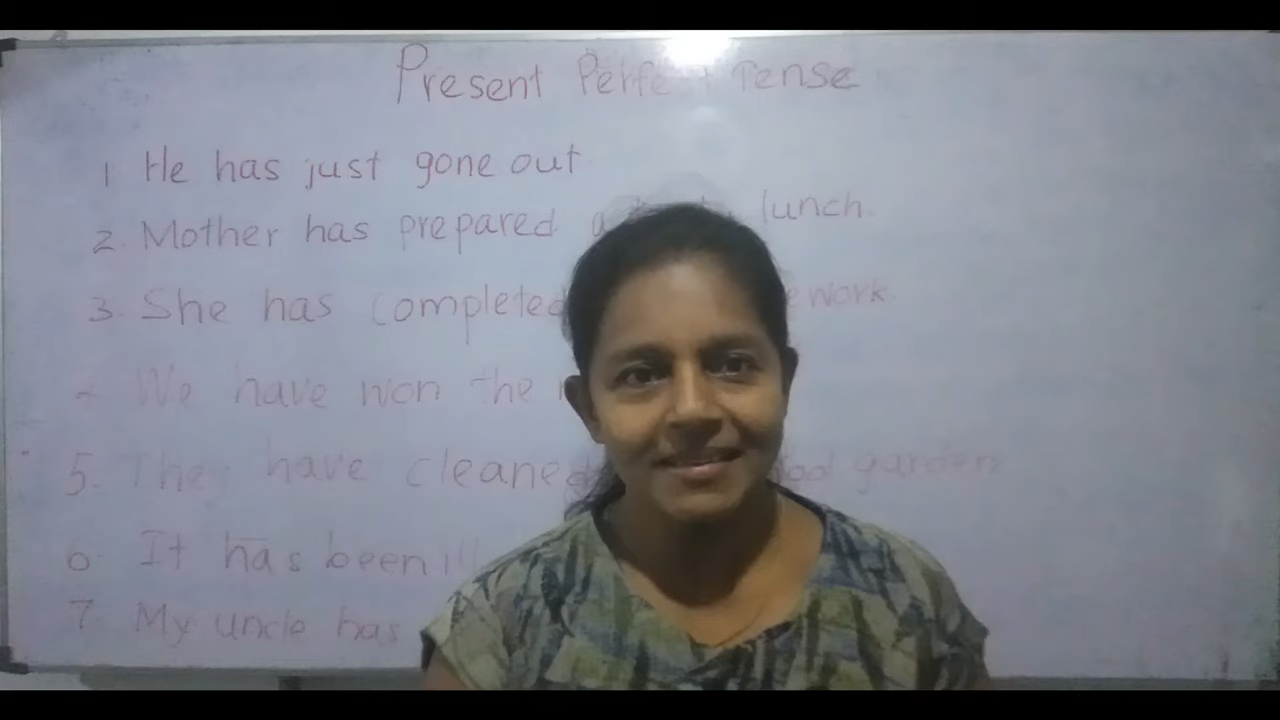 Present Perfect Tense
1 He has just gone out
2. Mother has prepared a lunch.
3. She has completed work.
We have won the
5. They have cleaned garden
6. It has been ill
7. My uncle has